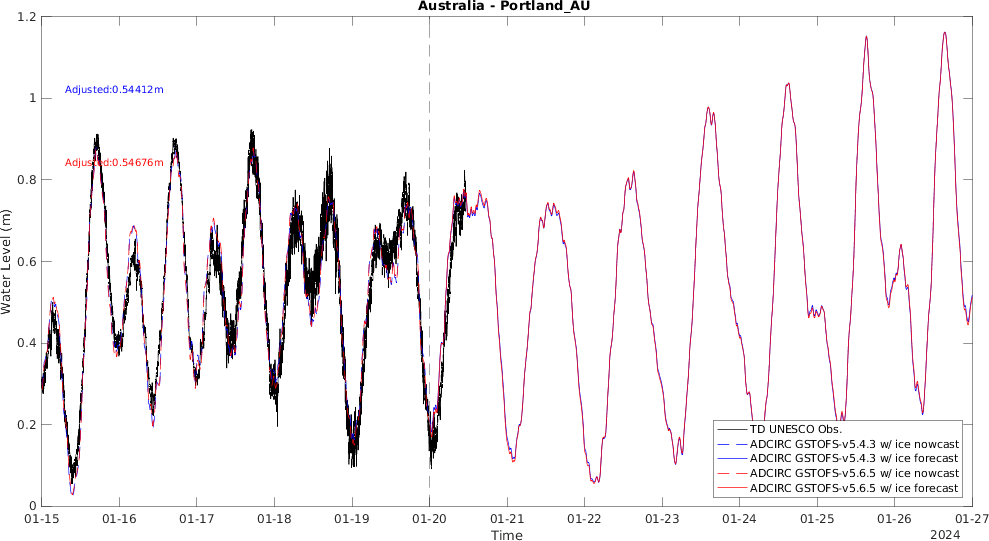 Australia - Portland_AU
Water Level (m)
1.2
1
0.8
0.6
0.4
0.2
0
Adjusted:0.54412m
Adjusted:0.54676m
TD UNESCO Obs.
ADCIRC GSTOFS-v5.4.3 w/ ice nowcast
ADCIRC GSTOFS-v5.4.3 w/ ice forecast
ADCIRC GSTOFS-v5.6.5 w/ ice nowcast
ADCIRC GSTOFS-v5.6.5 w/ ice forecast
01-15 01-16 01-17 01-18 01-19 01-20 01-21 01-22 01-23 01-24 01-25 01-26 01-27
Time
2024